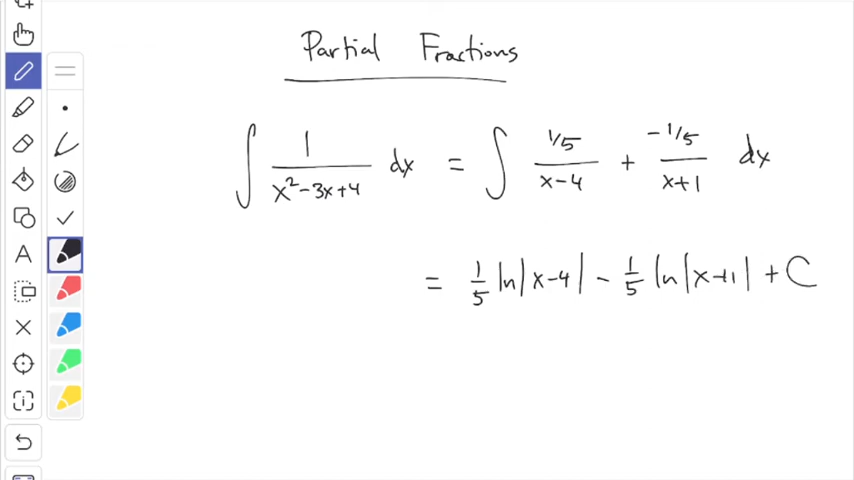 Partial Fractions
∫ 1/(x²-3x+4) dx = ∫ (1/5)/(x-4) + (-1/5)/(x+1) dx
= 1/5 ln|x-4| - 1/5 ln|x+1| + C
A